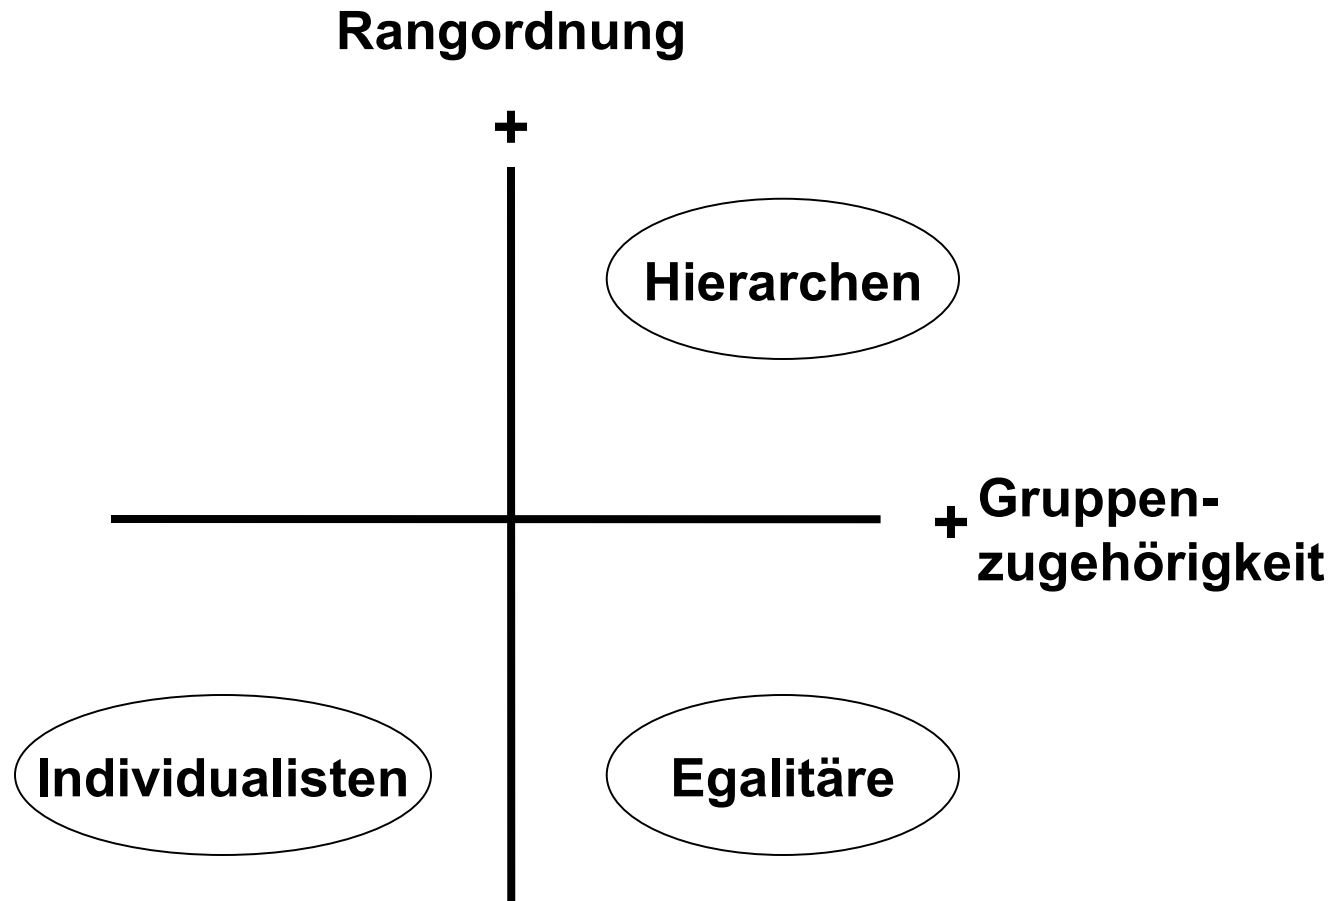 Rangordnung
+
Hierarchen
+ Gruppen-
zugehörigkeit
Individualisten
Egalitäre